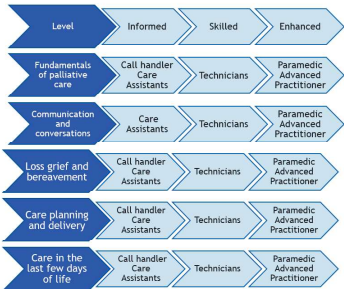 Level
Informed
Skilled
Enhanced
Fundamentals
of palliative
care
Call handler
Care
Assistants
Technicians
Paramedic
Advanced
Practitioner
Communication
and
conversations
Care
Assistants
Technicians
Paramedic
Advanced
Practitioner
Loss grief and
bereavement
Call handler
Care
Assistants
Technicians
Paramedic
Advanced
Practitioner
Care planning
and delivery
Call handler
Care
Assistants
Technicians
Paramedic
Advanced
Practitioner
Care in the
last few days
of life
Call handler
Care
Assistants
Technicians
Paramedic
Advanced
Practitioner